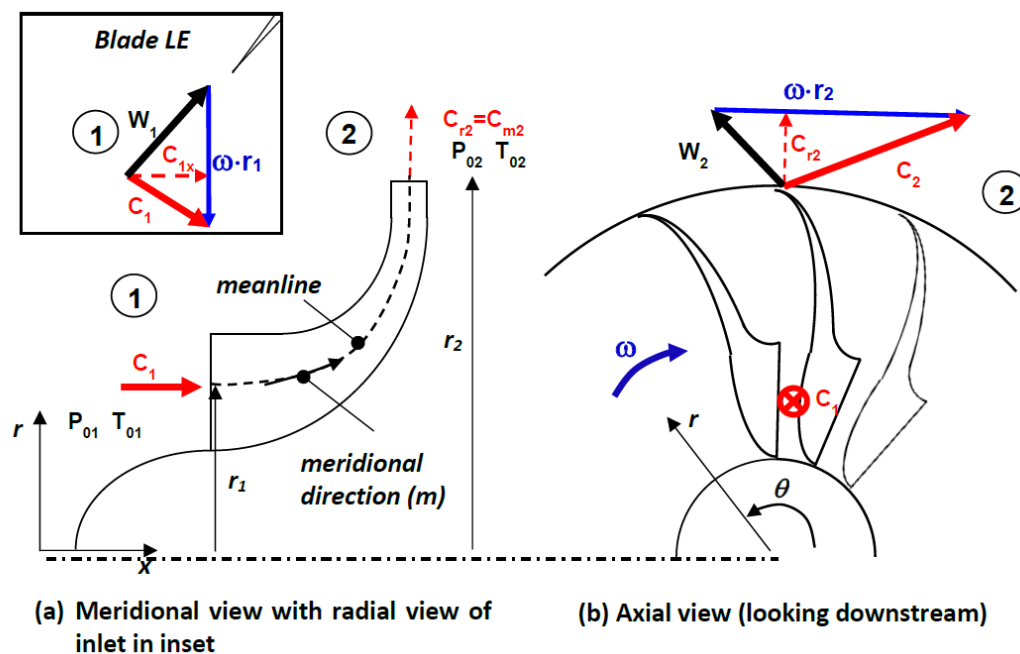 Blade LE
1
W1
C1x
ω·r1
C1
2
Cr2=Cm2
P02 T02
ω·r2
W2
Cr2
C2
2
1
meanline
r2
C1
ω
C1
r
P01 T01
r
r1
meridional
direction (m)
θ
x
(a) Meridional view with radial view of
inlet in inset
(b) Axial view (looking downstream)